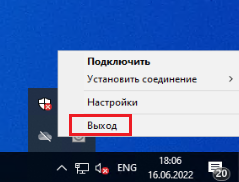 Подключить
Установить соединение
Настройки
Выход
ENG
18:06
16.06.2022
20